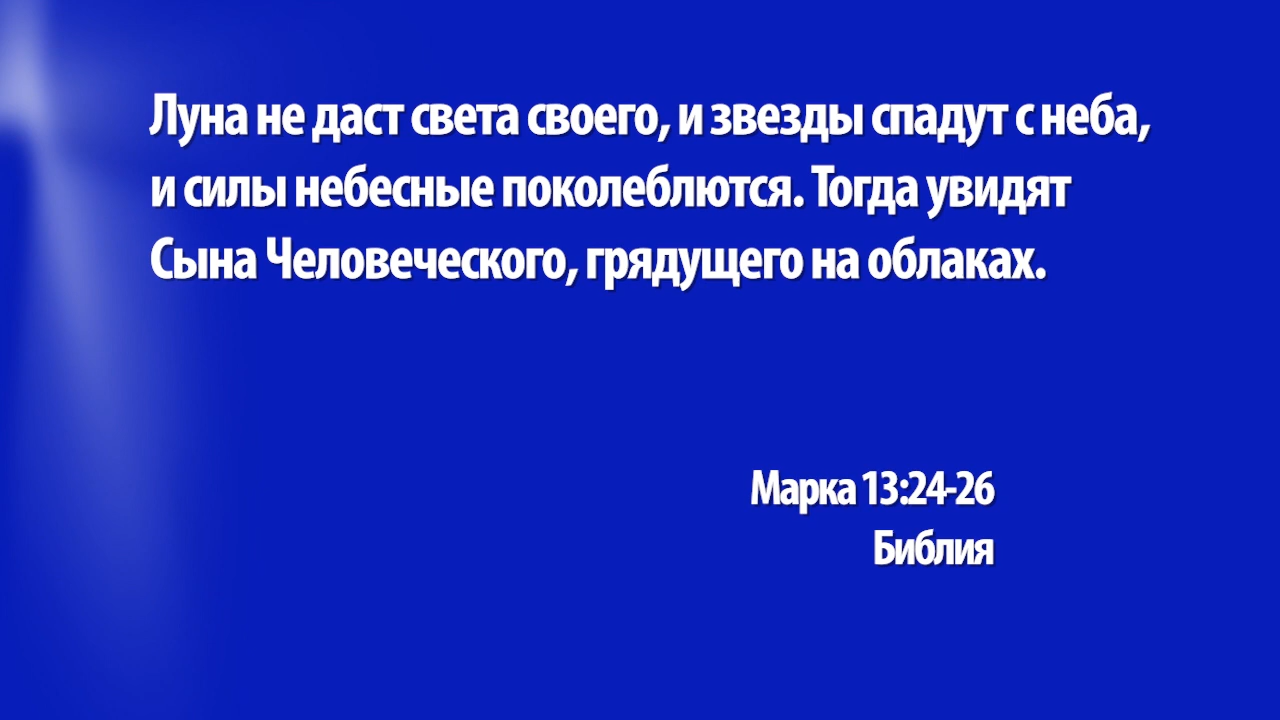 Луна не даст света своего, и звезды спадут с неба,
и силы небесные поколеблются. Тогда увидят
Сына Человеческого, грядущего на облаках.
Марка 13:24-26
Библия